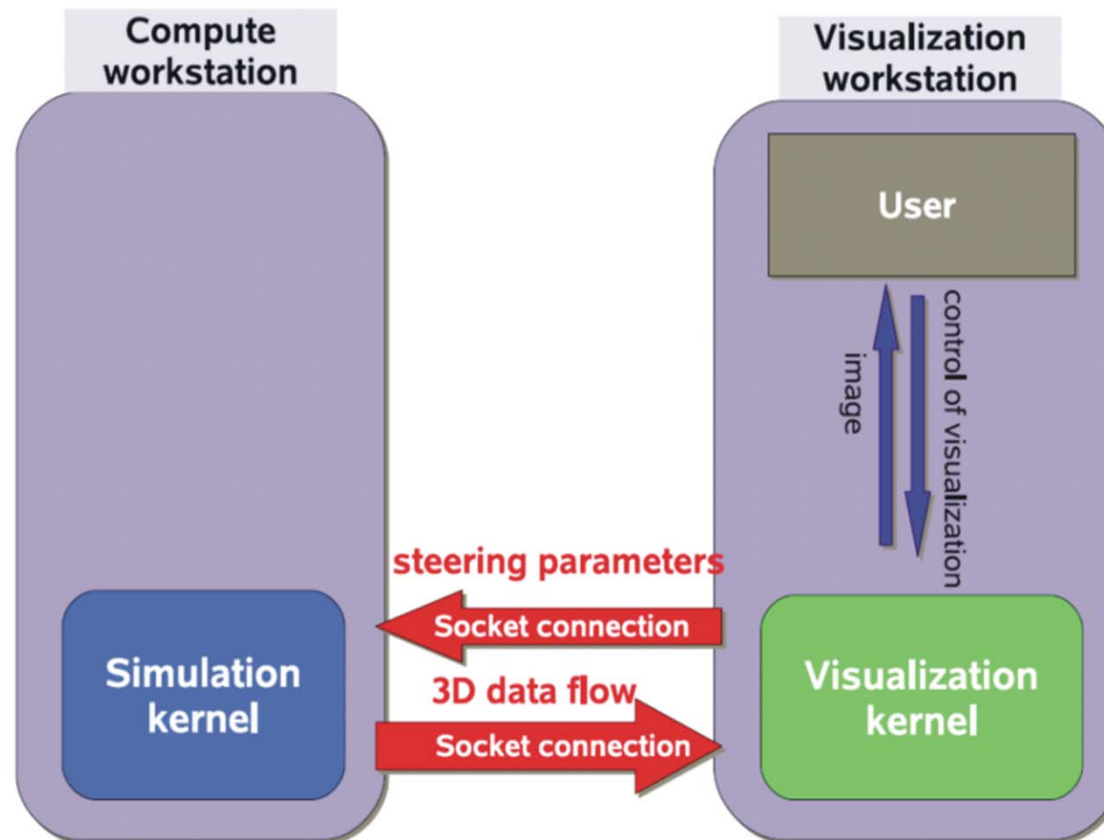 Compute
workstation
Visualization
workstation
User
image
control of visualization
steering parameters
Socket connection
Simulation
kernel
3D data flow
Socket connection
Visualization
kernel